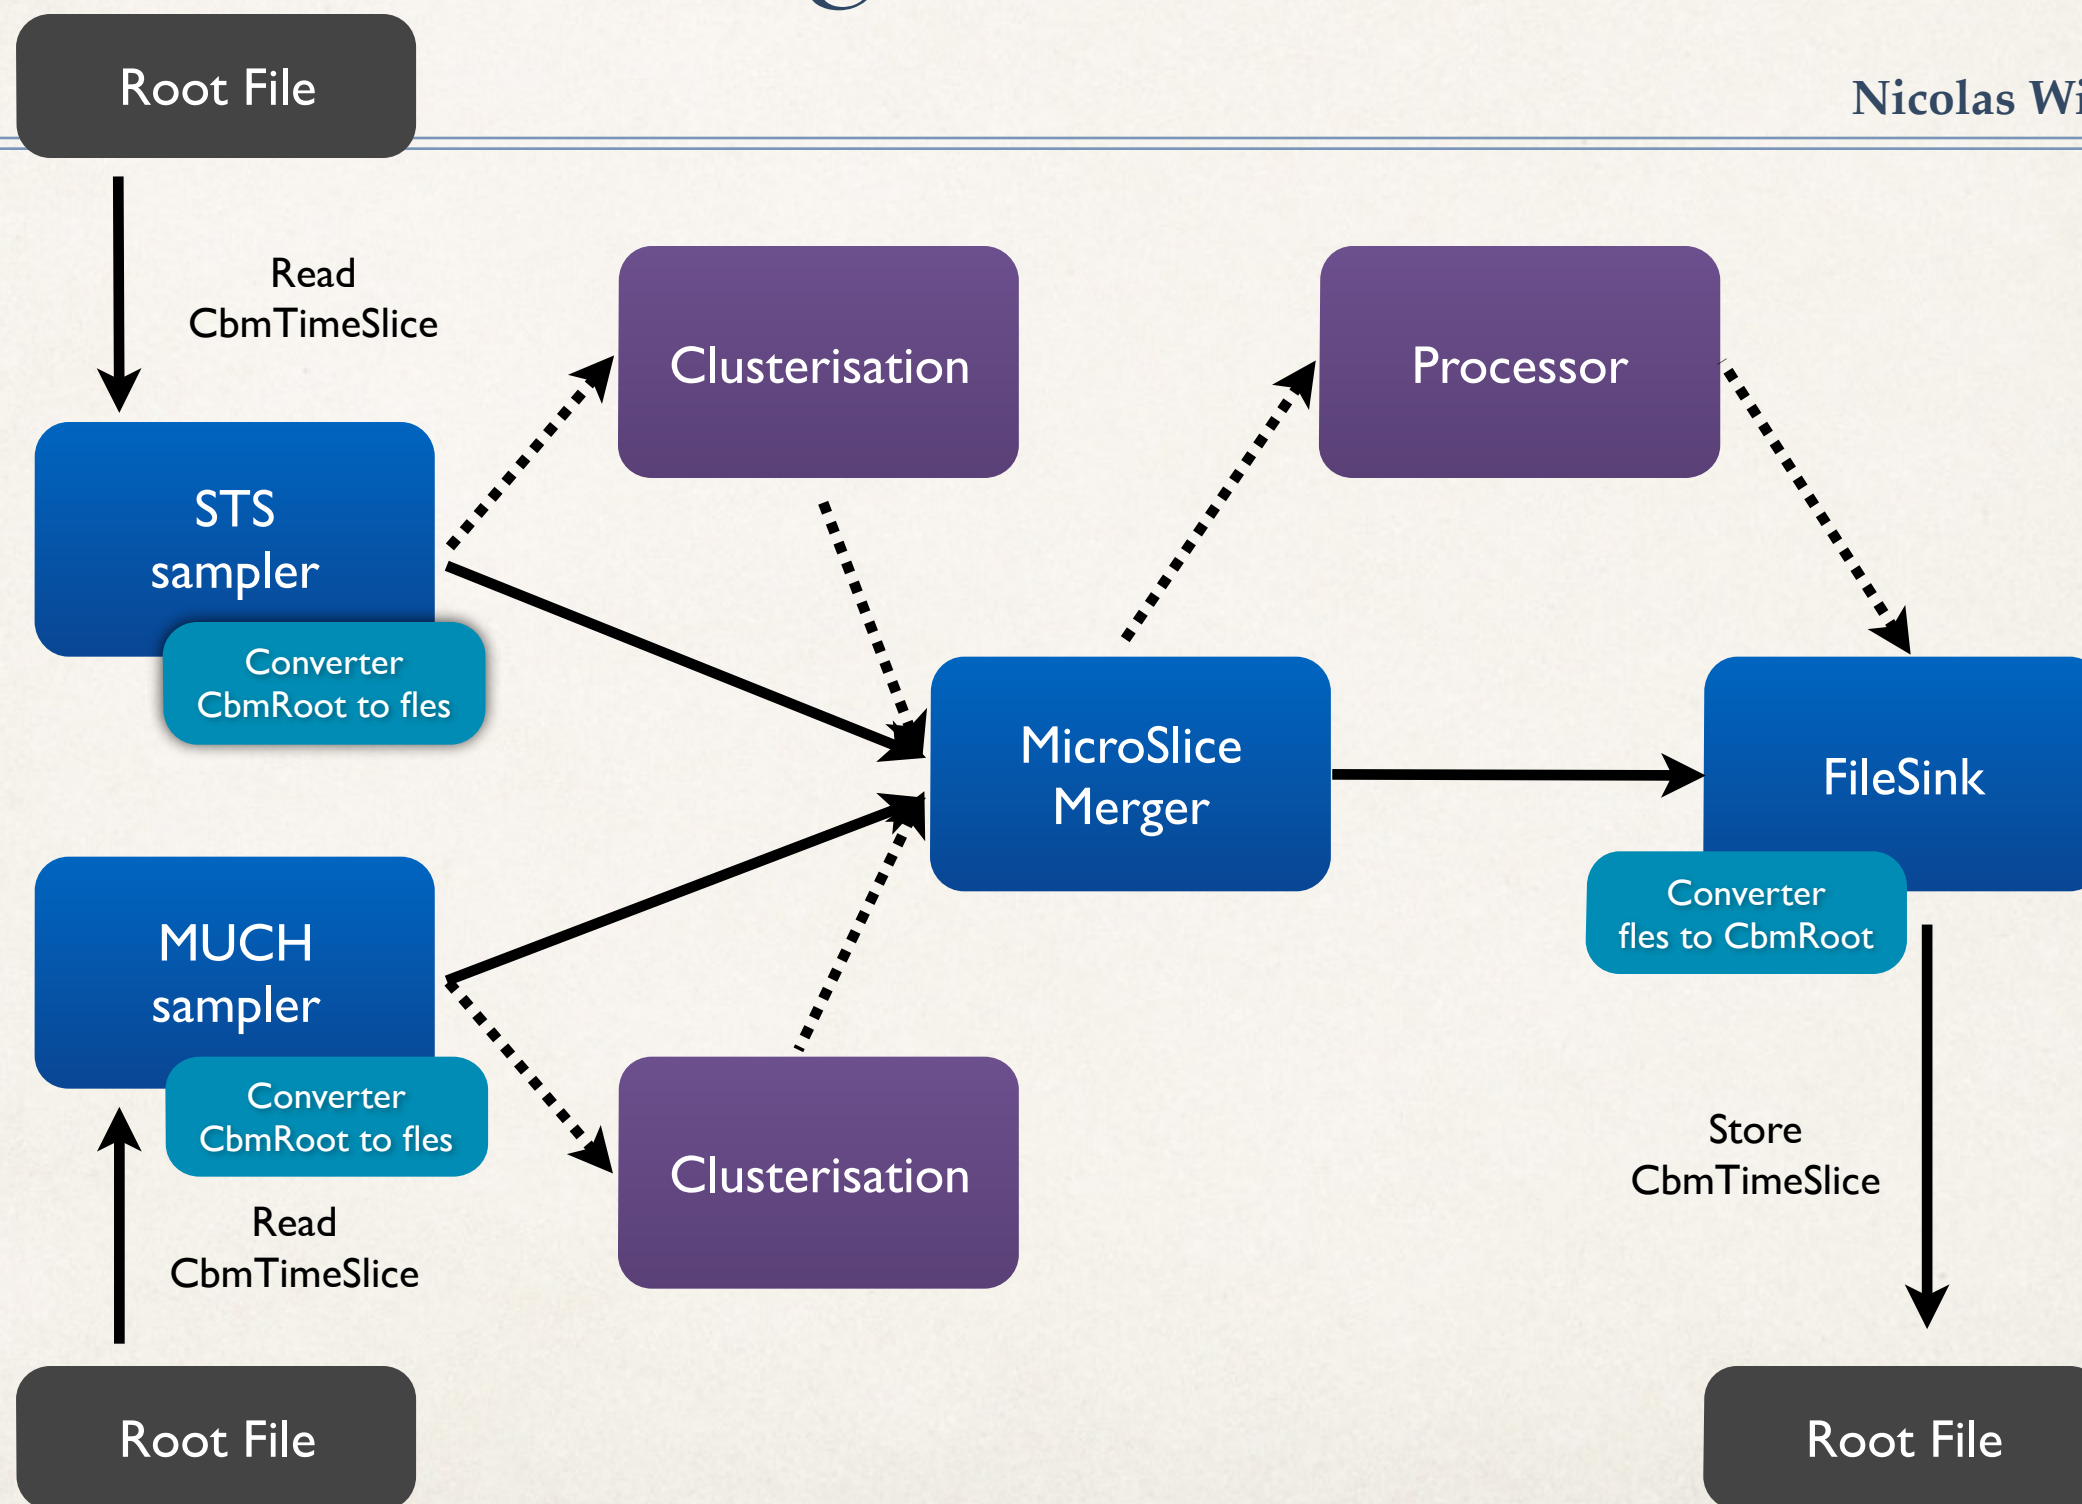 Root File
Nicolas
Read
CbmTimeSlice
Clusterisation
Processor
STS
sampler
Converter
CbmRoot to fles
MicroSlice
Merger
FileSink
MUCH
sampler
Converter
fles to CbmRoot
Converter
CbmRoot to fles
Clusterisation
Store
CbmTimeSlice
Read
CbmTimeSlice
Root File
Root File